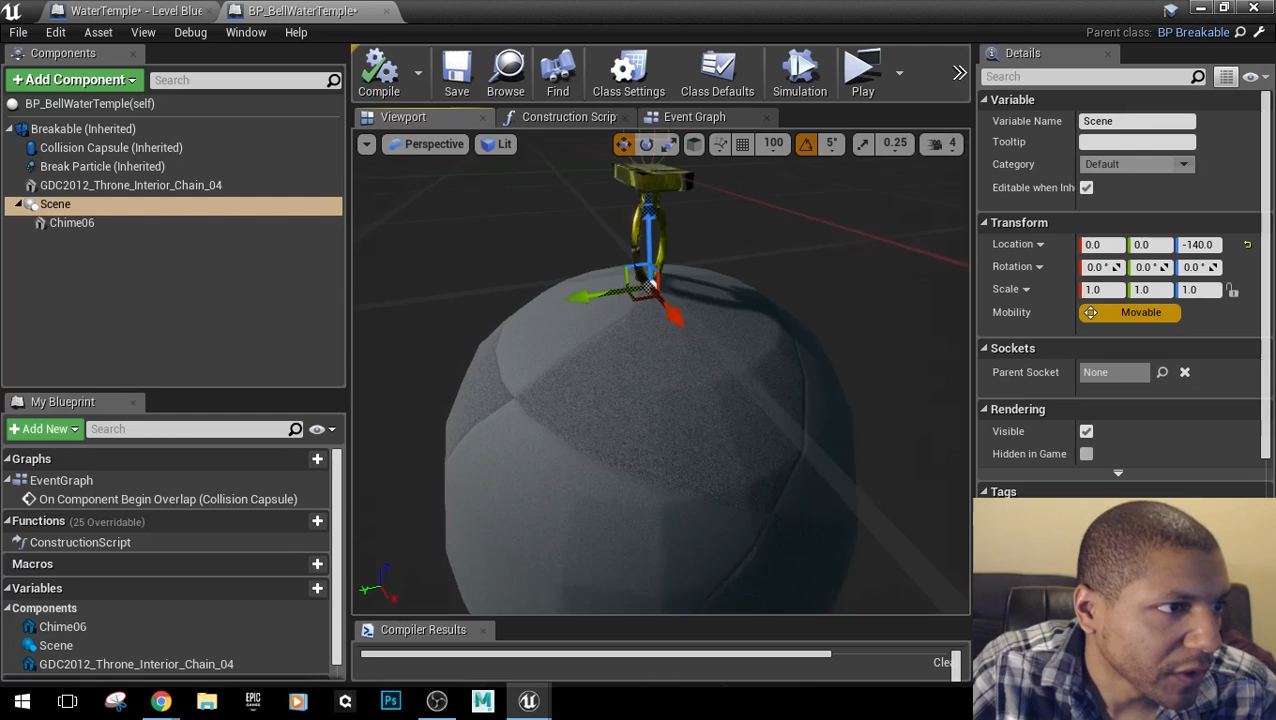 WaterTemple* - Level Blue
BP_BellWaterTemple*
File Edit Asset View Debug Window Help
Parent class: BP Breakable
Components
+Add Component
Search
BP_BellWaterTemple(self)
Breakable (Inherited)
Collision Capsule (Inherited)
Break Particle (Inherited)
GDC2012_Throne_Interior_Chain_04
Scene
Chime06
My Blueprint
+Add New
Search
Graphs
EventGraph
On Component Begin Overlap (Collision Capsule)
Functions (25 Overridable)
ConstructionScript
Macros
Variables
Components
Chime06
Scene
GDC2012_Throne_Interior_Chain_04
Compile Save Browse Find Class Settings Class Defaults Simulation Play
Viewport
Construction Scrip
Event Graph
Perspective Lit 100 5° 0.25 4
Compiler Results
Clea
Details
Search
Variable
Variable Name Scene
Tooltip
Category Default
Editable when Inh
Transform
Location 0.0 0.0 -140.0
Rotation 0.0 ° 0.0 ° 0.0 °
Scale 1.0 1.0 1.0
Mobility Movable
Sockets
Parent Socket None
Rendering
Visible
Hidden in Game
Tags
EPIC GAMES
Ps